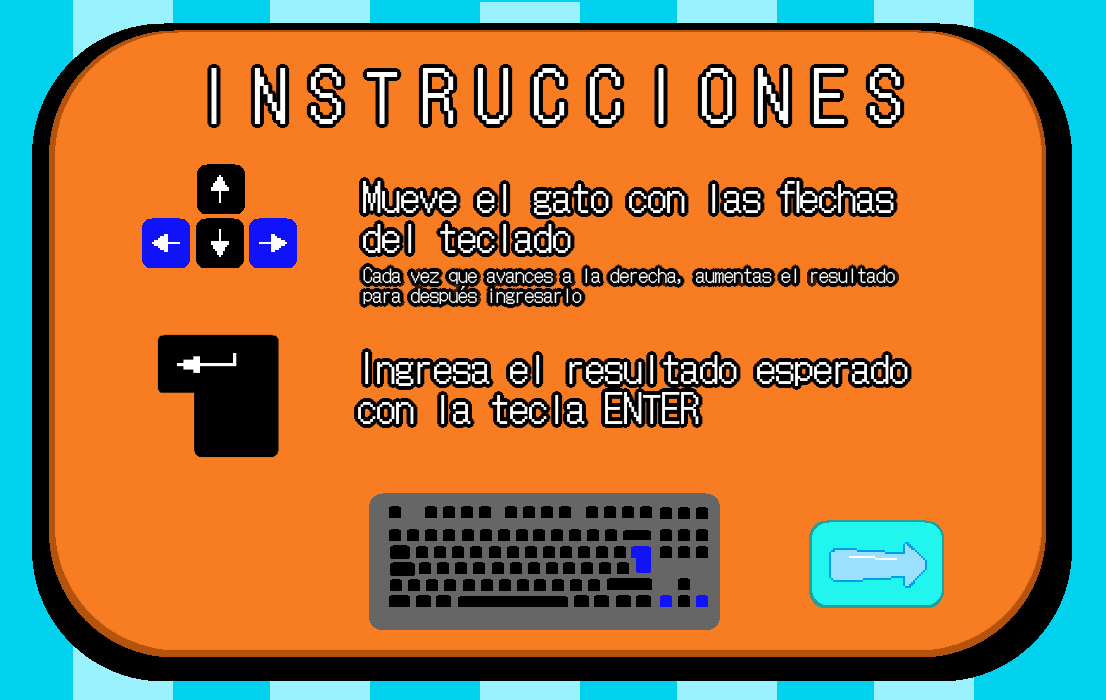 INSTRUCCIONES
Mueve el gato con las flechas
del teclado
Cada vez que avances a la derecha, aumentas el resultado
para después ingresarlo
Ingresa el resultado esperado
con la tecla ENTER